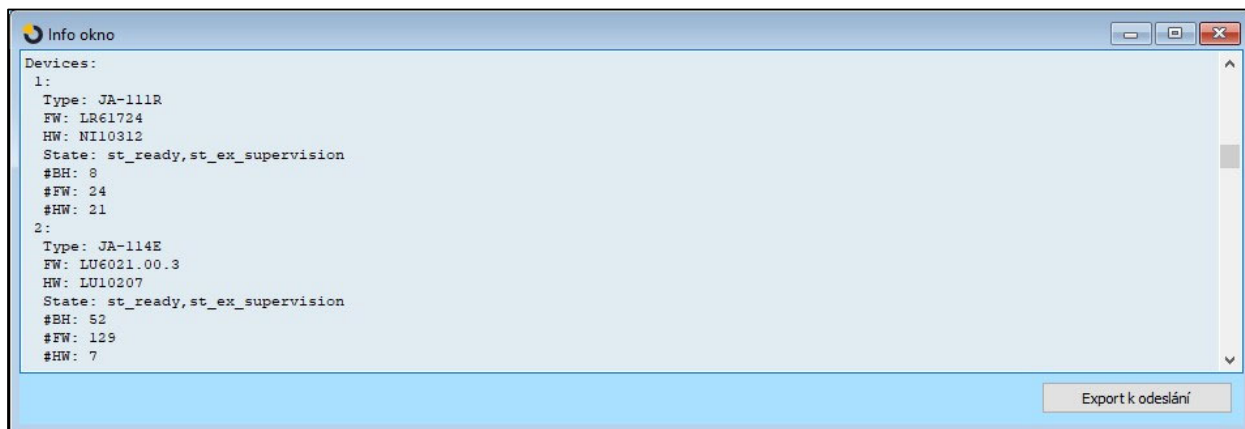 Info okno
Devices:
1:
Type: JA-111R
FW: LR61724
HW: NI10312
State: st_ready,st_ex_supervision
#BH: 8
#FW: 24
#HW: 21
2:
Type: JA-114E
FW: LU6021.00.3
HW: LU10207
State: st_ready,st_ex_supervision
#BH: 52
#FW: 129
#HW: 7
Export k odeslání